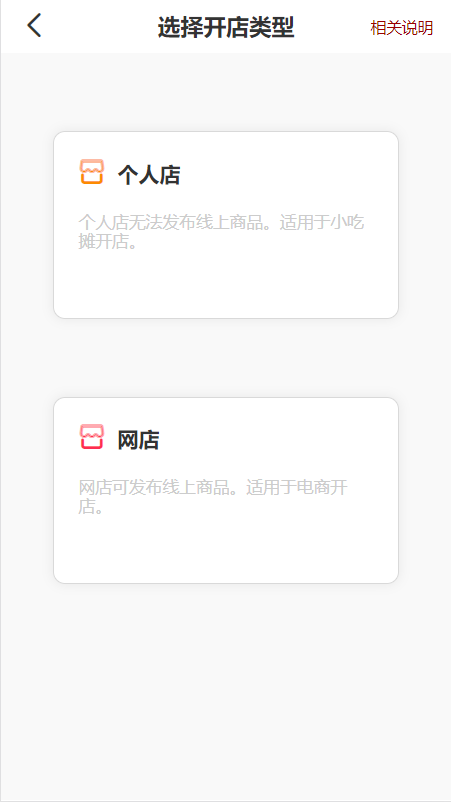 选择开店类型
相关说明
个人店
个人店无法发布线上商品。适用于小吃
摊开店。
网店
网店可发布线上商品。适用于电商开
店。